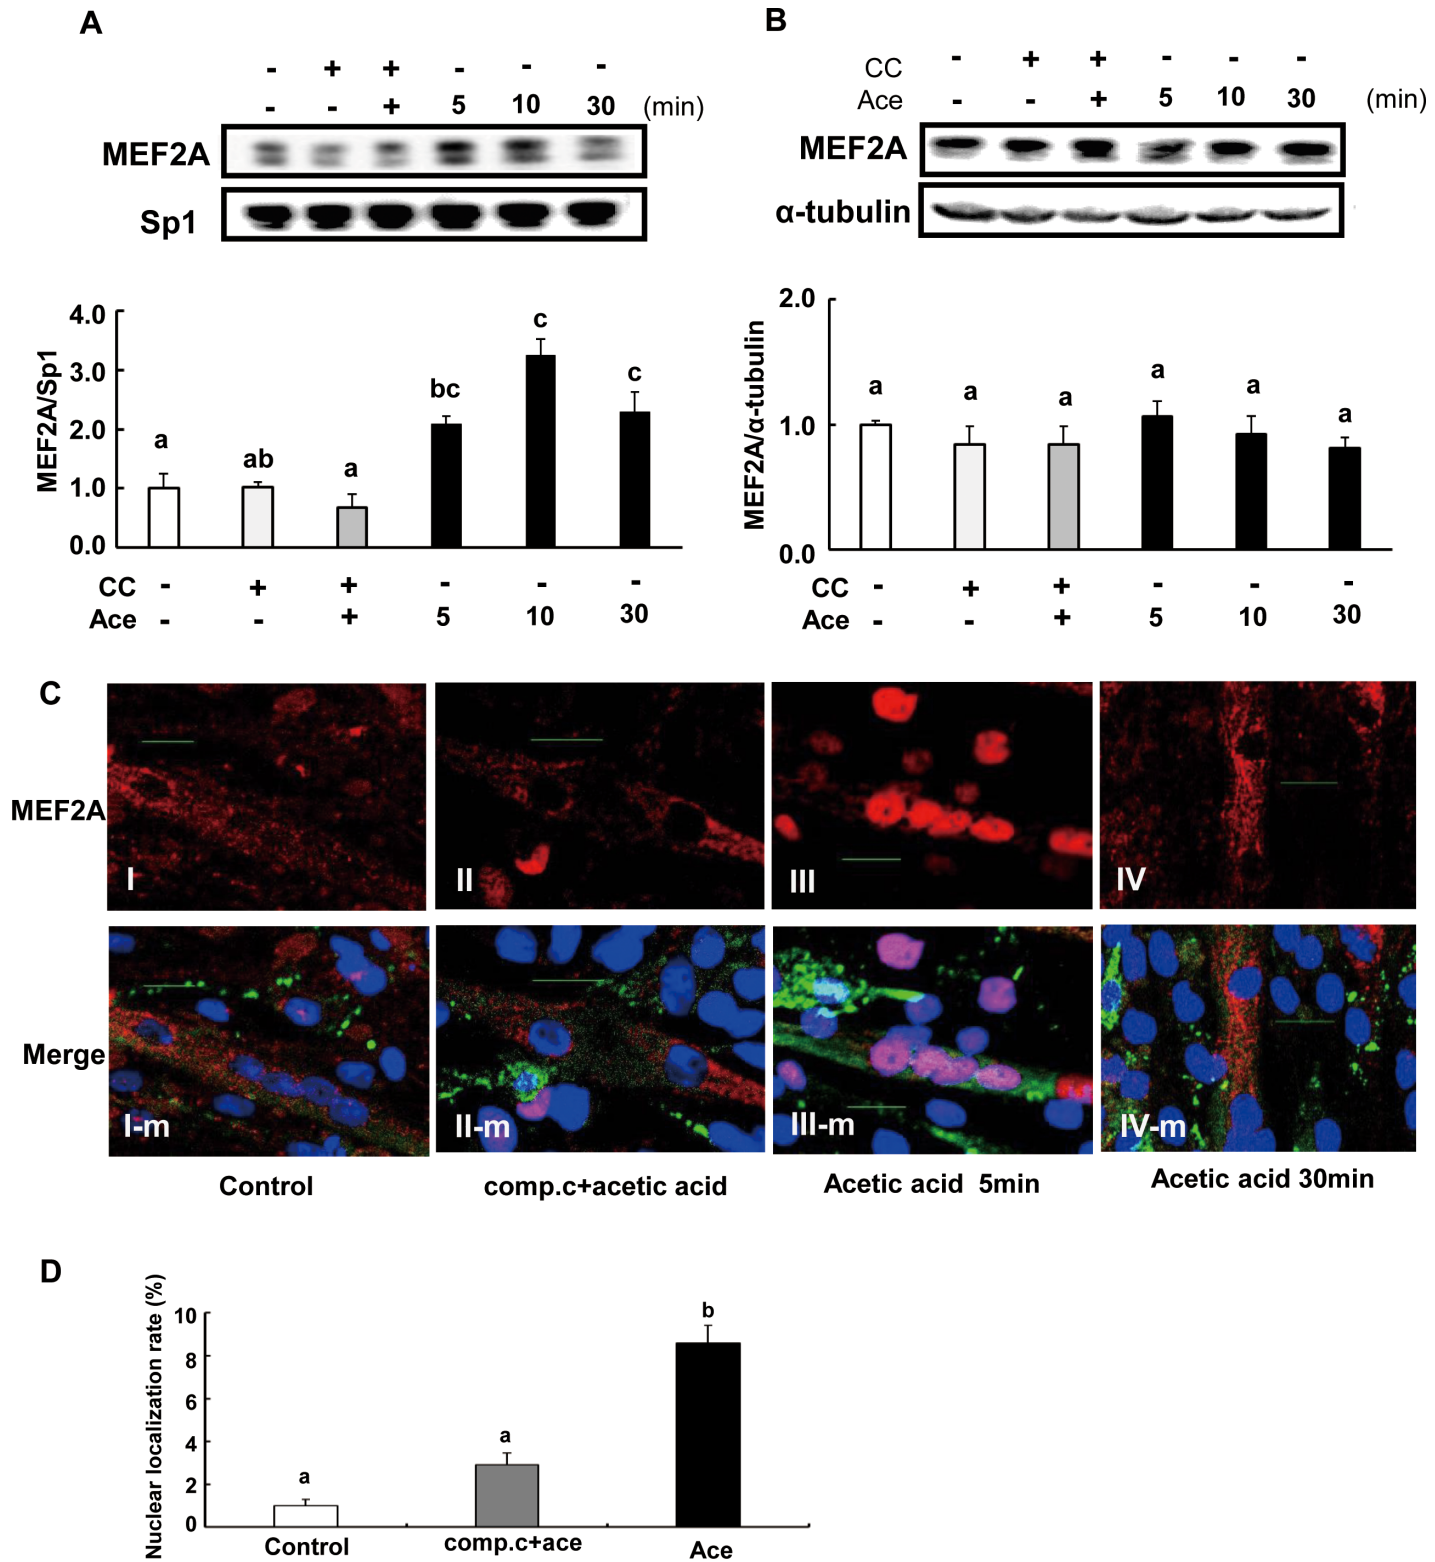 A
- + + - - -
- - + 5 10 30 (min)
MEF2A
Sp1
4.0
3.0
2.0
1.0
0.0
MEF2A/Sp1
a ab a bc c c
CC - + + - - -
Ace - - + 5 10 30
B
CC - + + - - -
Ace - - + 5 10 30 (min)
MEF2A
α-tubulin
2.0
1.0
0.0
MEF2A/α-tubulin
a a a a a a
CC - + + - - -
Ace - - + 5 10 30
C
MEF2A
I II III IV
Merge
I-m II-m III-m IV-m
Control comp.c+acetic acid Acetic acid 5min Acetic acid 30min
D
Nuclear localization rate (%)
10
8
6
4
2
0
a a b
Control comp.c+ace Ace